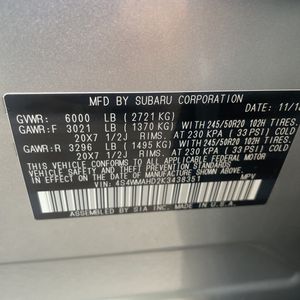 MFD BY SUBARU CORPORATION DATE: 11/18
GVWR: 6000 LB (2721 KG)
GAWR:F 3021 LB (1370 KG) WITH 245/50R20 102H TIRES.
20X7 1/2J RIMS. AT 230 KPA (33 PSI) COLD
GAWR:R 3296 LB (1495 KG) WITH 245/50R20 102H TIRES.
20X7 1/2J RIMS. AT 230 KPA (33 PSI) COLD
THIS VEHICLE CONFORMS TO ALL APPLICABLE FEDERAL MOTOR
VEHICLE SAFETY, BUMPER, AND THEFT PREVENTION
STANDARDS IN EFFECT ON THE DATE OF MANUFACTURE SHOWN ABOVE.
VIN: 4S4WMAHD2K3438351 MPV
ASSEMBLED BY SIA INC. MADE IN U.S.A.